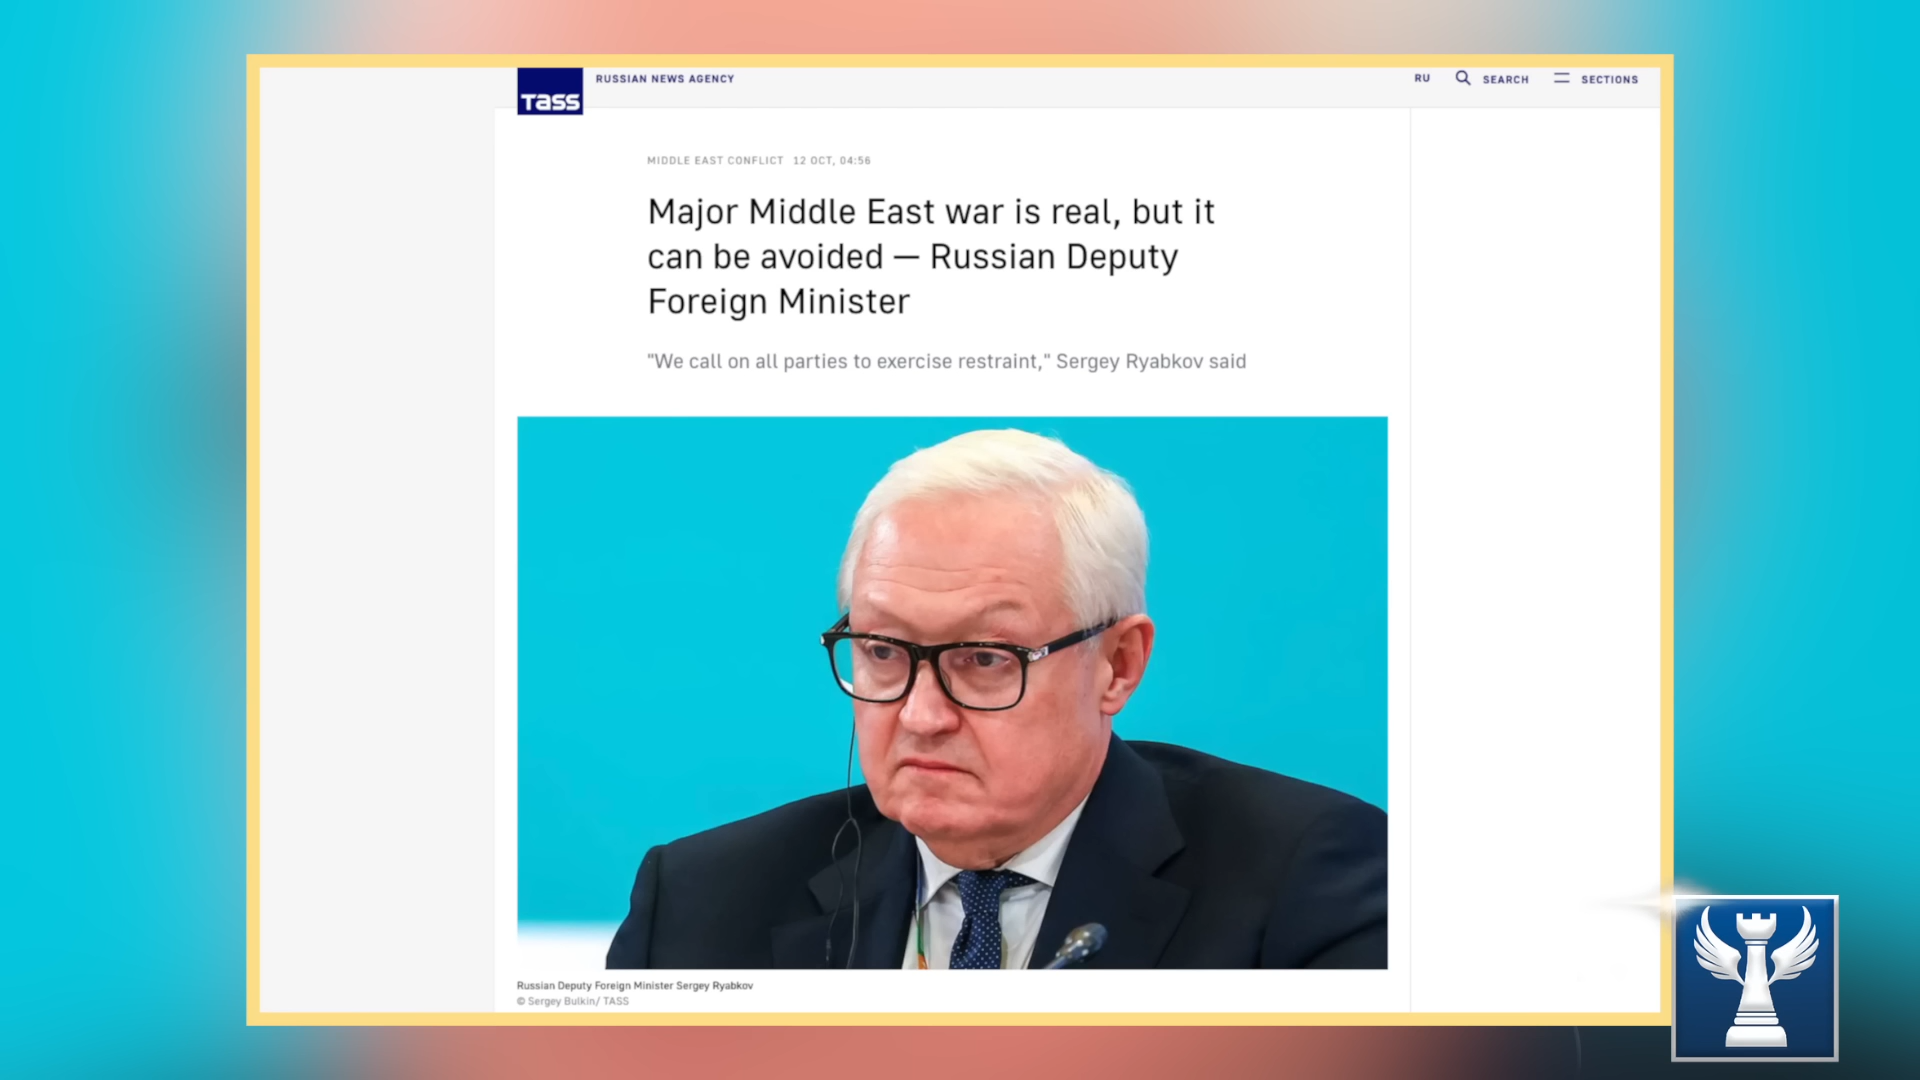 TASS
RUSSIAN NEWS AGENCY
RU
SEARCH
SECTIONS
MIDDLE EAST CONFLICT 12 OCT, 04:56
Major Middle East war is real, but it
can be avoided — Russian Deputy
Foreign Minister
"We call on all parties to exercise restraint," Sergey Ryabkov said
Russian Deputy Foreign Minister Sergey Ryabkov
© Sergey Bulkin/ TASS